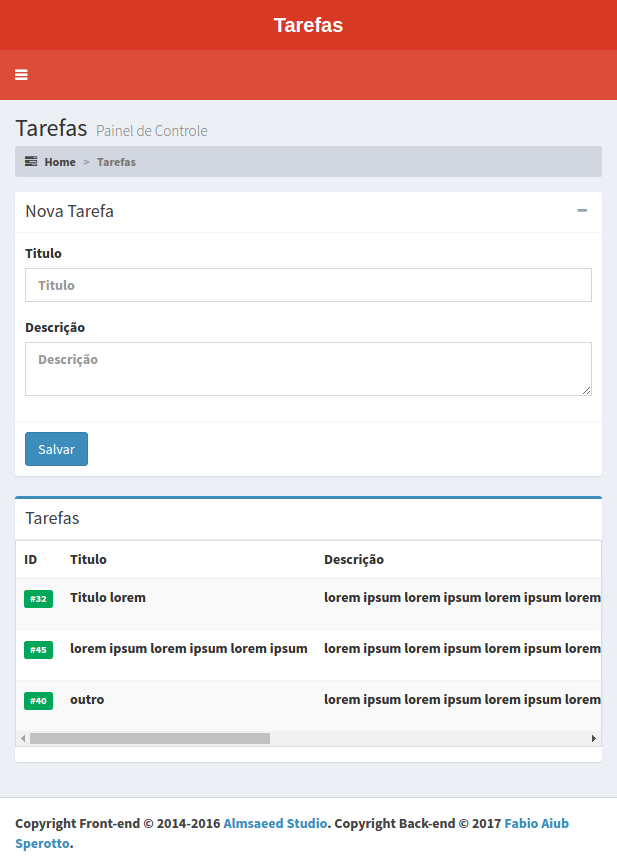 Tarefas
Tarefas Painel de Controle
Home > Tarefas
Nova Tarefa
Titulo
Titulo
Descrição
Descrição
Salvar
Tarefas
ID Titulo Descrição
#32 Titulo lorem lorem ipsum lorem ipsum lorem ipsum lorem
#45 lorem ipsum lorem ipsum lorem ipsum lorem ipsum lorem ipsum lorem ipsum lorem
#40 outro lorem ipsum lorem ipsum lorem ipsum lorem
Copyright Front-end © 2014-2016 Almsaeed Studio. Copyright Back-end © 2017 Fabio Aiub
Sperotto.